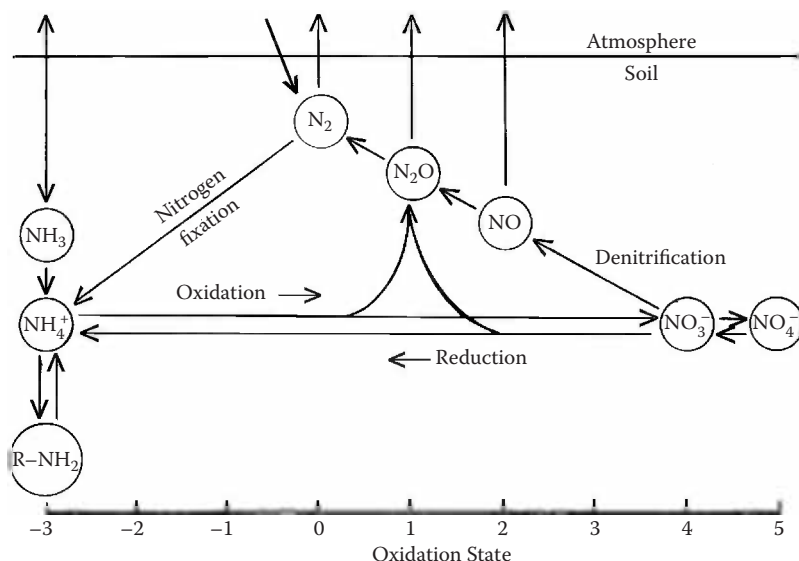 Atmosphere
Soil
N₂
N₂O
Nitrogen
fixation
NH₃
NO
Denitrification
Oxidation
NH₄⁺
NO₃⁻
NO₄⁻
Reduction
R–NH₂
–3 –2 –1 0 1 2 3 4 5
Oxidation State